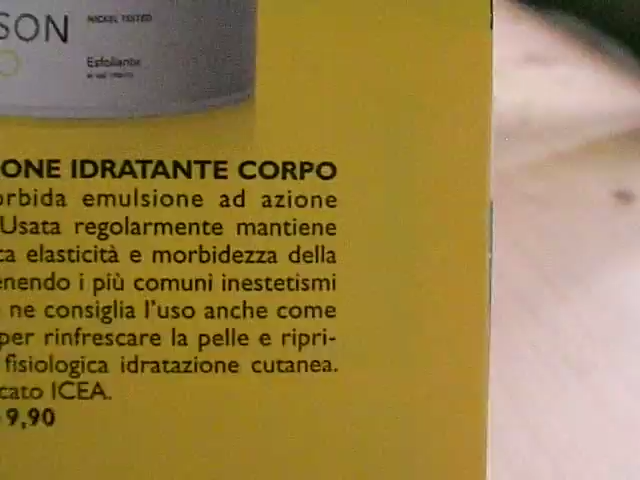 SON
NICKEL TESTED
Esfoliante
ONE IDRATANTE CORPO
orbida emulsione ad azione
Usata regolarmente mantiene
ca elasticità e morbidezza della
enendo i più comuni inestetismi
ne consiglia l'uso anche come
per rinfrescare la pelle e ripri-
fisiologica idratazione cutanea.
cato ICEA.
9,90